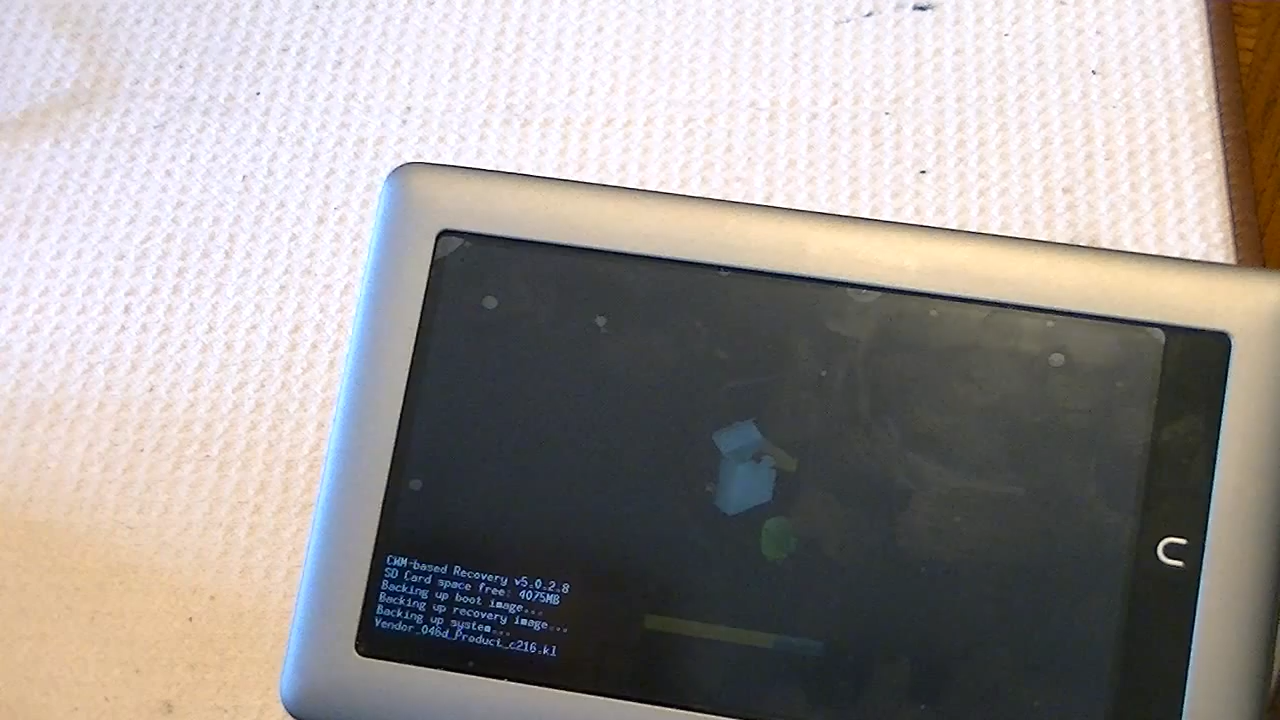 CWM-based Recovery v5.0.2.8
SD Card space free: 4075MB
Backing up boot image...
Backing up recovery image...
Backing up system...
Vendor_046d_Product_c216.kl